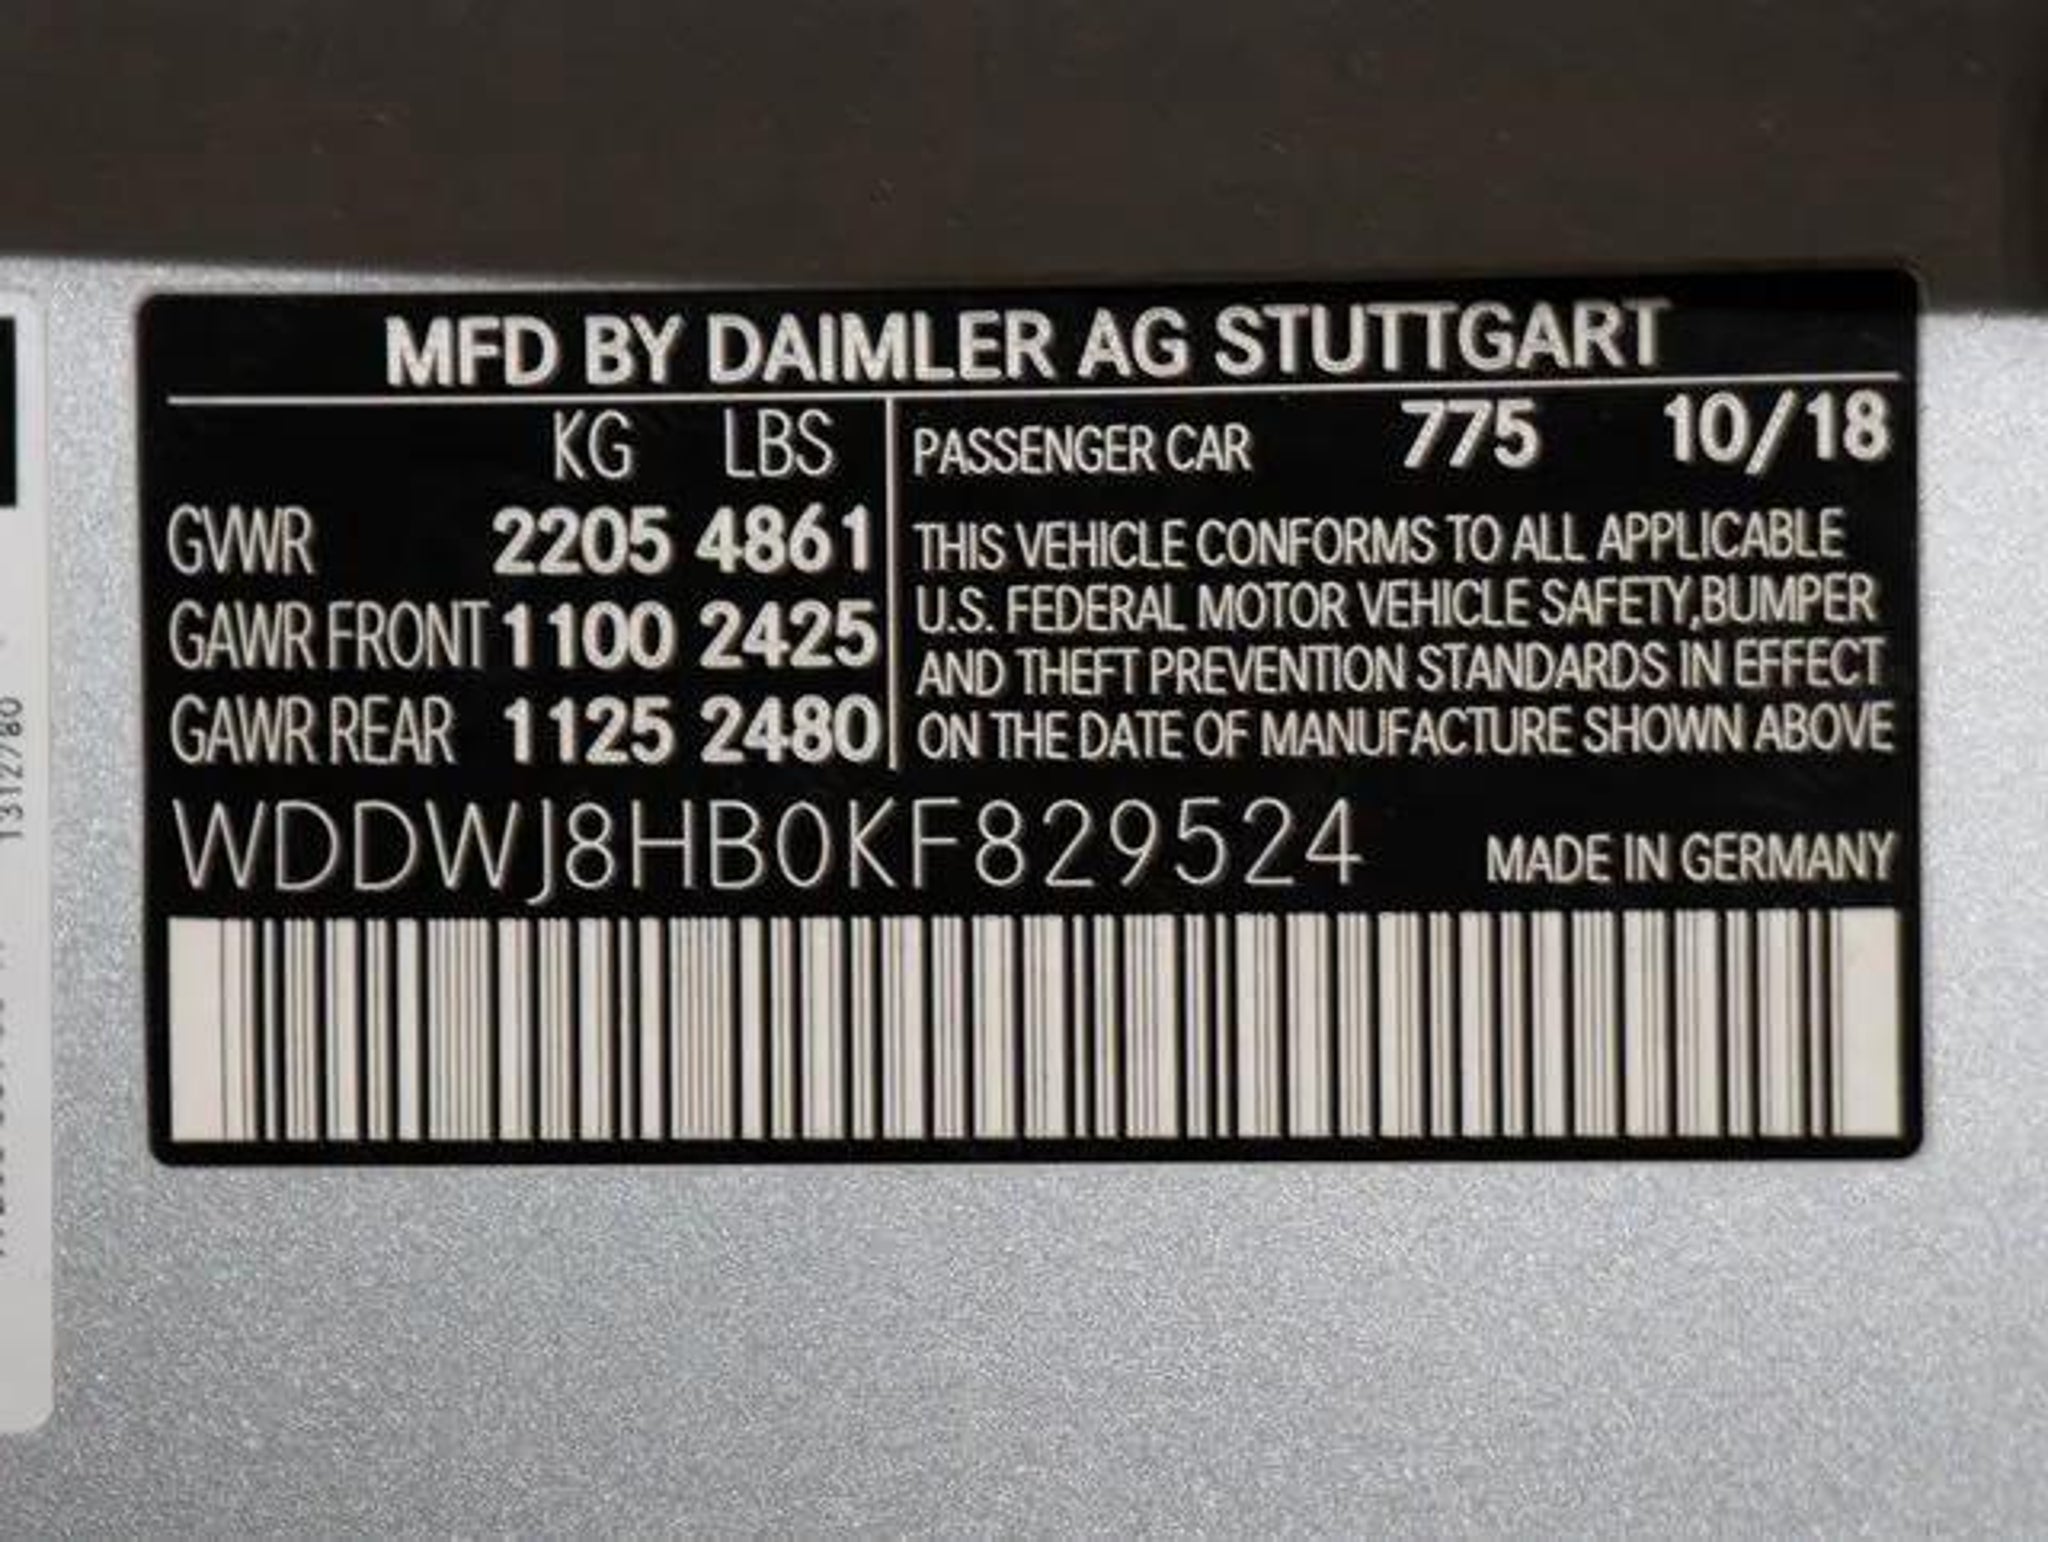 MFD BY DAIMLER AG STUTTGART
KG LBS
GVWR 2205 4861
GAWR FRONT 1100 2425
GAWR REAR 1125 2480
PASSENGER CAR 775 10/18
THIS VEHICLE CONFORMS TO ALL APPLICABLE
U.S. FEDERAL MOTOR VEHICLE SAFETY,BUMPER
AND THEFT PREVENTION STANDARDS IN EFFECT
ON THE DATE OF MANUFACTURE SHOWN ABOVE
WDDWJ8HB0KF829524
MADE IN GERMANY